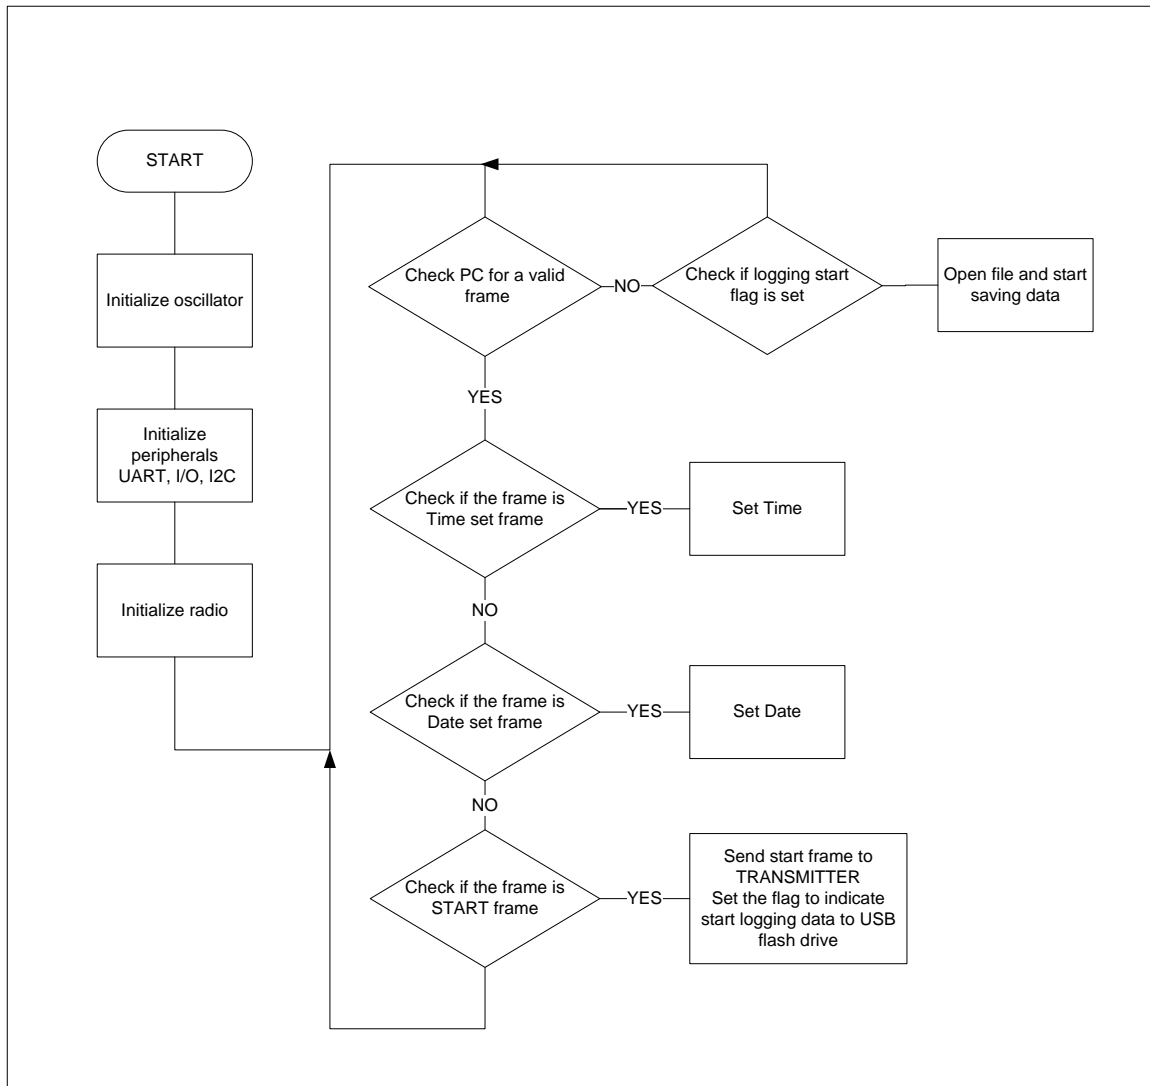 START
Initialize oscillator
Initialize
peripherals
UART, I/O, I2C
Initialize radio
Check PC for a valid
frame
NO
Check if logging start
flag is set
Open file and start
saving data
YES
Check if the frame is
Time set frame
YES
Set Time
NO
Check if the frame is
Date set frame
YES
Set Date
NO
Check if the frame is
START frame
YES
Send start frame to
TRANSMITTER
Set the flag to indicate
start logging data to USB
flash drive